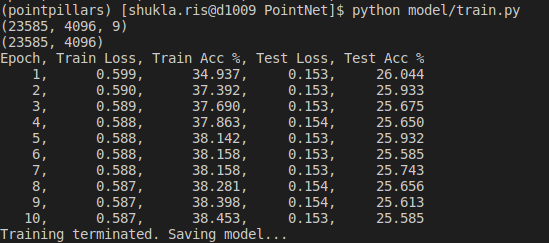 (pointpillars) [shukla.ris@d1009 PointNet]$ python model/train.py
(23585, 4096, 9)
(23585, 4096)
Epoch, Train Loss, Train Acc %, Test Loss, Test Acc %
1, 0.599, 34.937, 0.153, 26.044
2, 0.590, 37.392, 0.153, 25.933
3, 0.589, 37.690, 0.153, 25.675
4, 0.588, 37.863, 0.154, 25.650
5, 0.588, 38.142, 0.153, 25.932
6, 0.588, 38.158, 0.153, 25.585
7, 0.588, 38.158, 0.153, 25.743
8, 0.587, 38.281, 0.154, 25.656
9, 0.587, 38.398, 0.154, 25.613
10, 0.587, 38.453, 0.153, 25.585
Training terminated. Saving model...